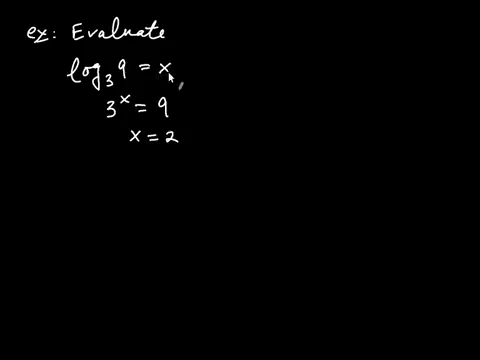 ex: Evaluate
log₃ 9 = x
3ˣ = 9
x = 2